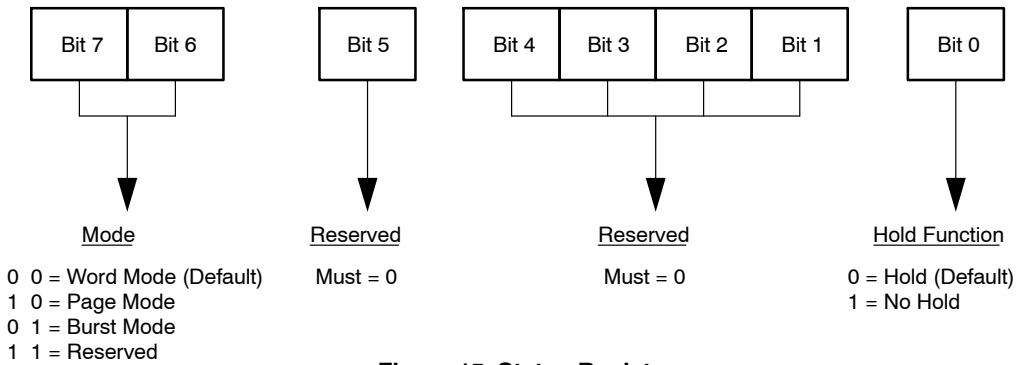 Bit 7 Bit 6 Bit 5 Bit 4 Bit 3 Bit 2 Bit 1 Bit 0
Mode Reserved Reserved Hold Function
0 0 = Word Mode (Default) Must = 0 Must = 0 0 = Hold (Default)
1 0 = Page Mode 1 = No Hold
0 1 = Burst Mode
1 1 = Reserved